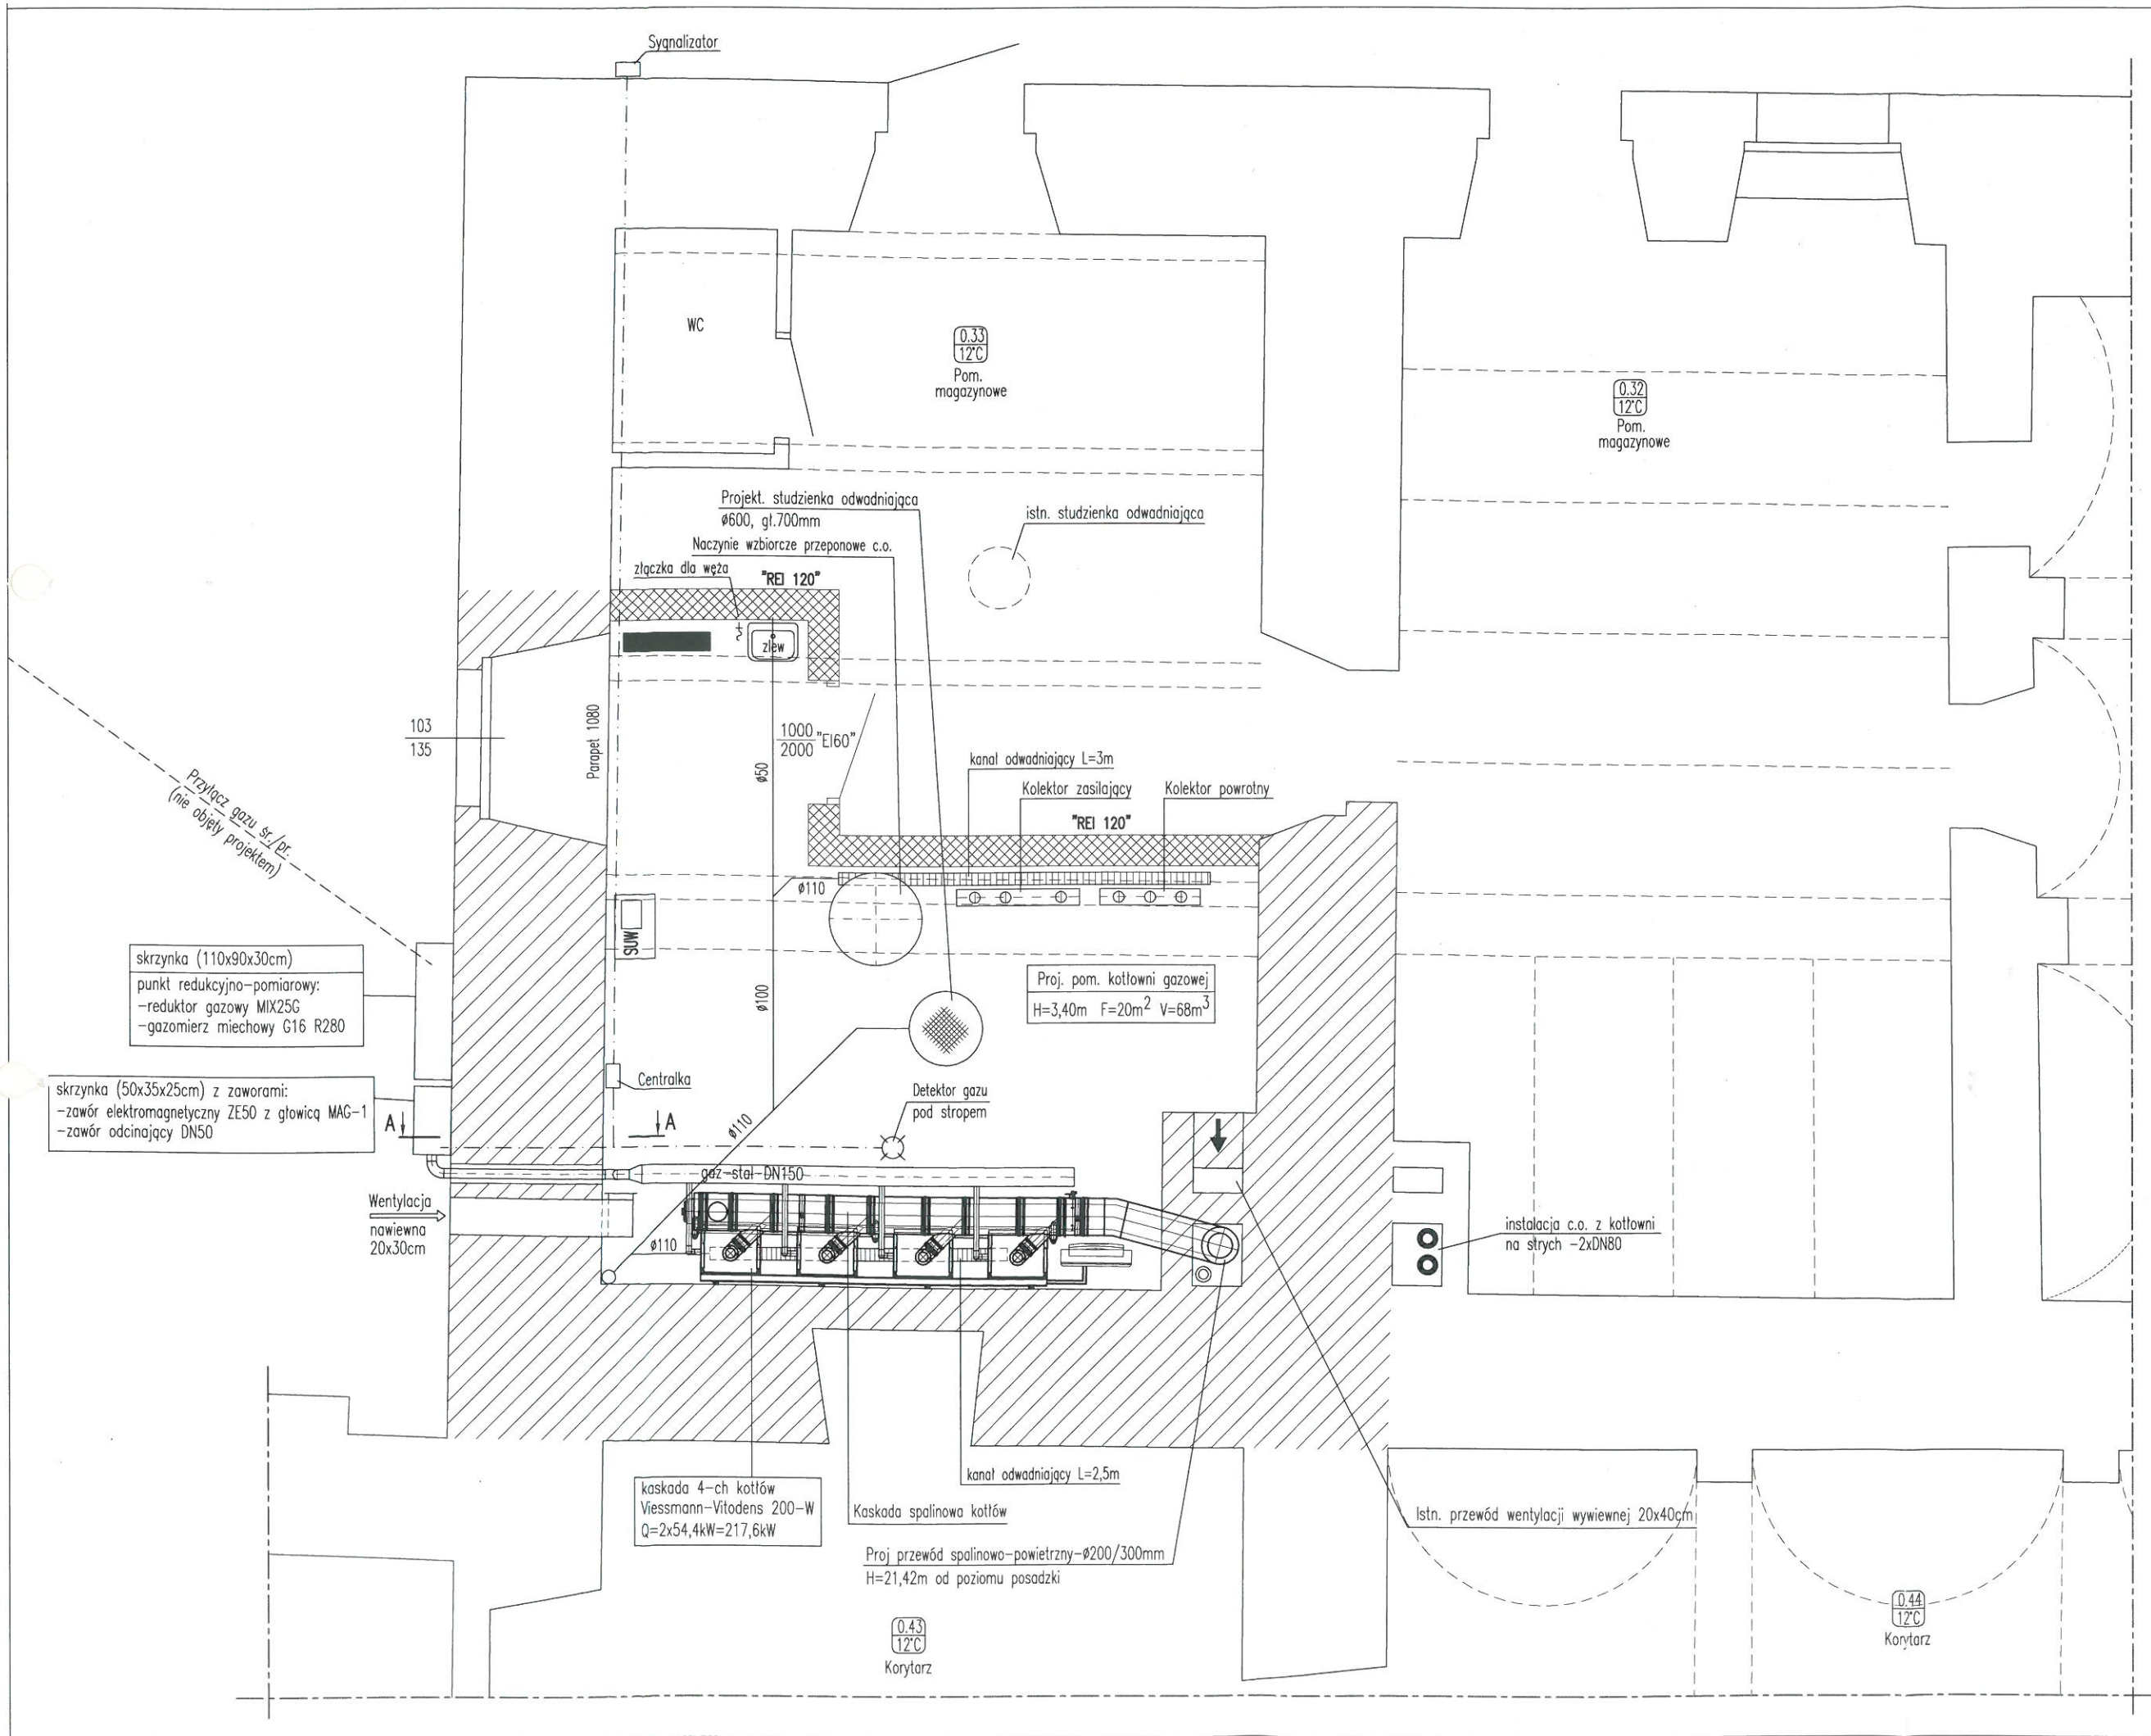 Sygnalizator
WC
0.33
12°C
Pom.
magazynowe
0.32
12°C
Pom.
magazynowe
Projekt. studzienka odwadniająca
ø600, gł.700mm
istn. studzienka odwadniająca
Naczynie wzbiorcze przeponowe c.o.
złączka dla węża
"REI 120"
zlew
103
135
Parapet 1080
1000
2000
"EI60"
ø50
kanał odwadniający L=3m
Kolektor zasilający
Kolektor powrotny
"REI 120"
Przyłącz gazu śr./pr.
(nie objęty projektem)
ø110
SUW
skrzynka (110x90x30cm)
punkt redukcyjno-pomiarowy:
-reduktor gazowy MIX25G
-gazomierz miechowy G16 R280
Proj. pom. kotłowni gazowej
H=3,40m F=20m² V=68m³
ø100
Centralka
Detektor gazu
pod stropem
skrzynka (50x35x25cm) z zaworami:
-zawór elektromagnetyczny ZE50 z głowicą MAG-1
-zawór odcinający DN50
A
A
ø110
gaz-stal-DN150
Wentylacja
nawiewna
20x30cm
ø110
instalacja c.o. z kotłowni
na strych -2xDN80
kaskada 4-ch kotłów
Viessmann-Vitodens 200-W
Q=2x54,4kW=217,6kW
kanał odwadniający L=2,5m
Kaskada spalinowa kotłów
Istn. przewód wentylacji wywiewnej 20x40cm
Proj przewód spalinowo-powietrzny-ø200/300mm
H=21,42m od poziomu posadzki
0.43
12°C
Korytarz
0.44
12°C
Korytarz